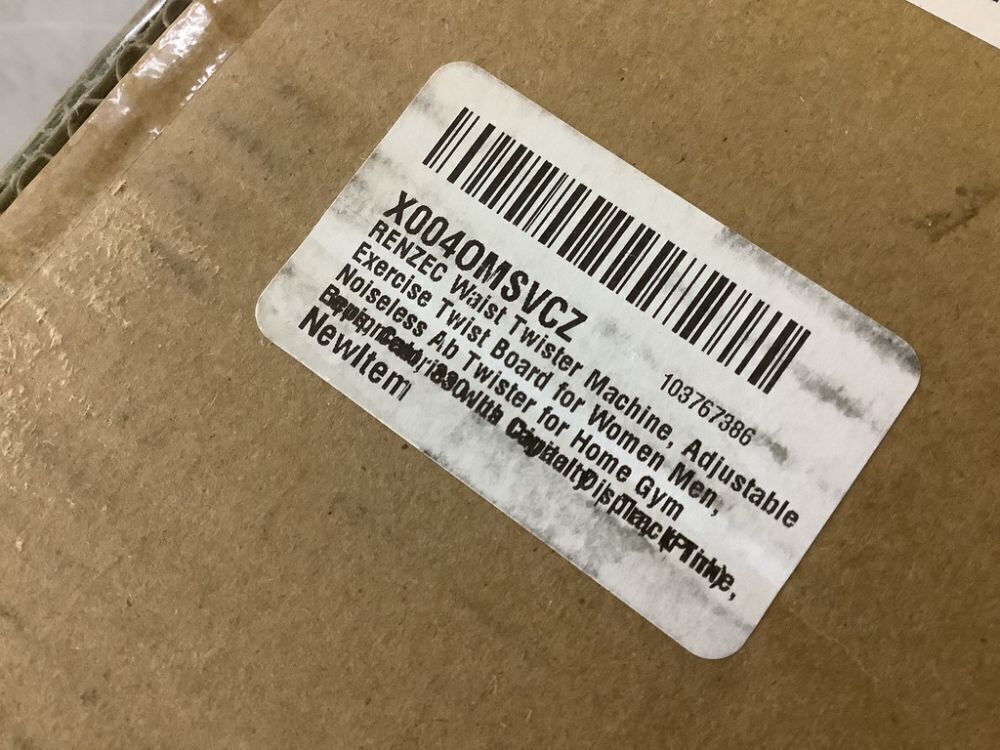 X004OMSVCZ
103767386
RENZEC Waist Twister Machine, Adjustable
Exercise Twist Board for Women Men,
Noiseless Ab Twister for Home Gym
NewItem